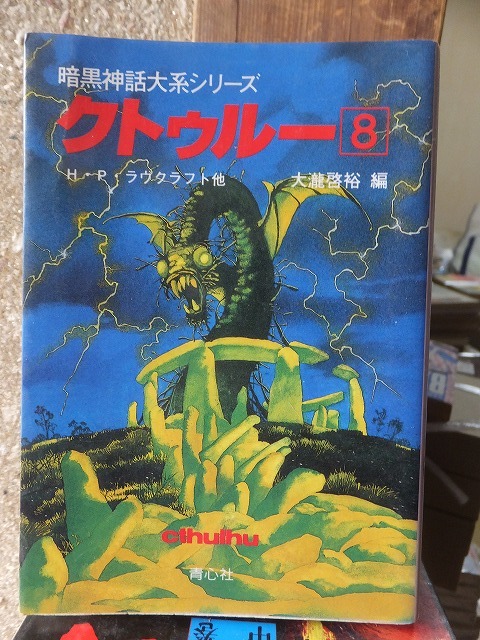 暗黒神話大系シリーズ
クトゥルー 8
H・P・ラヴクラフト他 大瀧啓裕 編
cthulhu
青心社